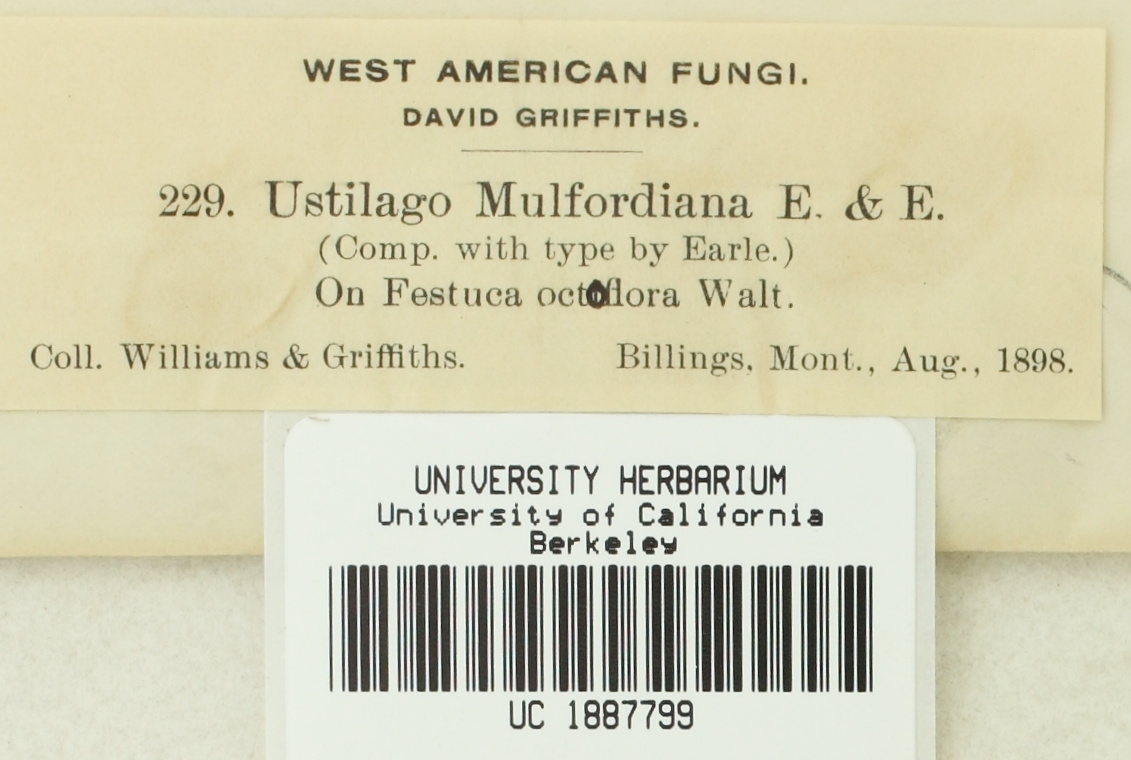 WEST AMERICAN FUNGI.
DAVID GRIFFITHS.
229. Ustilago Mulfordiana E. & E.
(Comp. with type by Earle.)
On Festuca octoflora Walt.
Coll. Williams & Griffiths. Billings, Mont., Aug., 1898.
UNIVERSITY HERBARIUM
University of California
Berkeley
UC 1887799